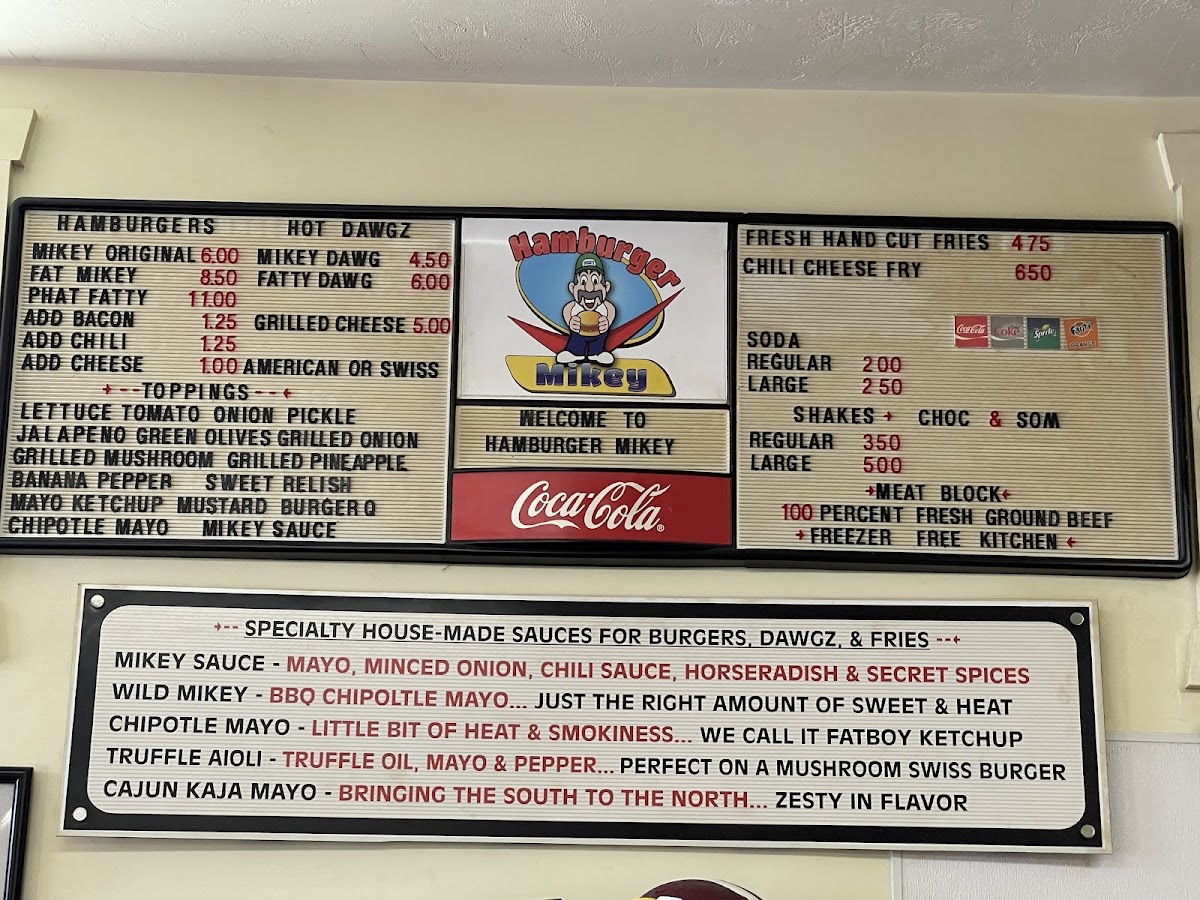 HAMBURGERS HOT DAWGZ
MIKEY ORIGINAL 6.00 MIKEY DAWG 4.50
FAT MIKEY 8.50 FATTY DAWG 6.00
PHAT FATTY 11.00
ADD BACON 1.25 GRILLED CHEESE 5.00
ADD CHILI 1.25
ADD CHEESE 1.00 AMERICAN OR SWISS
→--TOPPINGS--←
LETTUCE TOMATO ONION PICKLE
JALAPENO GREEN OLIVES GRILLED ONION
GRILLED MUSHROOM GRILLED PINEAPPLE
BANANA PEPPER SWEET RELISH
MAYO KETCHUP MUSTARD BURGER Q
CHIPOTLE MAYO MIKEY SAUCE
Hamburger
Mikey
WELCOME TO
HAMBURGER MIKEY
Coca-Cola®
FRESH HAND CUT FRIES 475
CHILI CHEESE FRY 650
Coca-Cola Coke Sprite Fanta
ORANGE
SODA
REGULAR 200
LARGE 250
SHAKES → CHOC & SOM
REGULAR 350
LARGE 500
→MEAT BLOCK←
100 PERCENT FRESH GROUND BEEF
→FREEZER FREE KITCHEN ←
→-- SPECIALTY HOUSE-MADE SAUCES FOR BURGERS, DAWGZ, & FRIES --←
MIKEY SAUCE - MAYO, MINCED ONION, CHILI SAUCE, HORSERADISH & SECRET SPICES
WILD MIKEY - BBQ CHIPOLTLE MAYO... JUST THE RIGHT AMOUNT OF SWEET & HEAT
CHIPOTLE MAYO - LITTLE BIT OF HEAT & SMOKINESS... WE CALL IT FATBOY KETCHUP
TRUFFLE AIOLI - TRUFFLE OIL, MAYO & PEPPER... PERFECT ON A MUSHROOM SWISS BURGER
CAJUN KAJA MAYO - BRINGING THE SOUTH TO THE NORTH... ZESTY IN FLAVOR